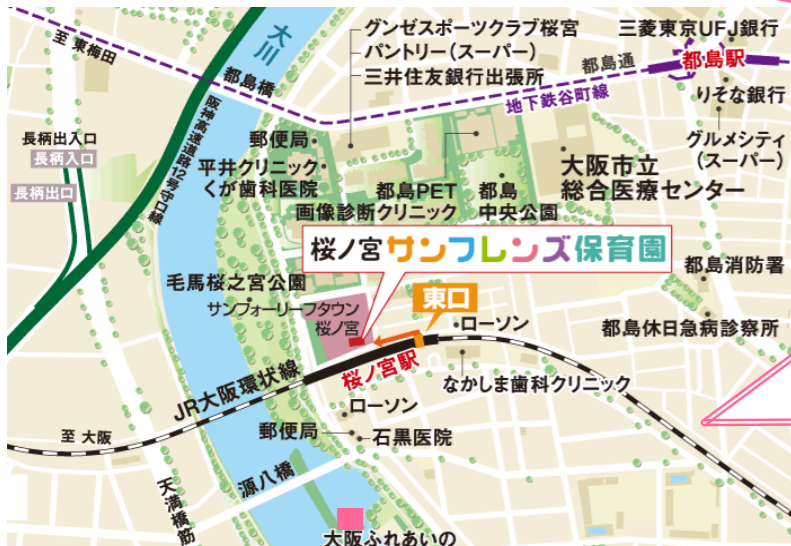 大川
グンゼスポーツクラブ桜宮
パントリー（スーパー）
三井住友銀行出張所
三菱東京UFJ銀行
至 東梅田
都島橋
都島通
都島駅
地下鉄谷町線
りそな銀行
グルメシティ
（スーパー）
阪神高速道路12号守口線
長柄出入口
長柄入口
長柄出口
郵便局
平井クリニック
くが歯科医院
都島PET
画像診断クリニック
都島
中央公園
大阪市立
総合医療センター
桜ノ宮サンフレンズ保育園
毛馬桜之宮公園
サンフォーリーフタウン
桜ノ宮
東口
ローソン
都島消防署
都島休日急病診察所
桜ノ宮駅
なかしま歯科クリニック
JR大阪環状線
ローソン
郵便局
石黒医院
至 大阪
源八橋
天満橋筋
大阪ふれあいの